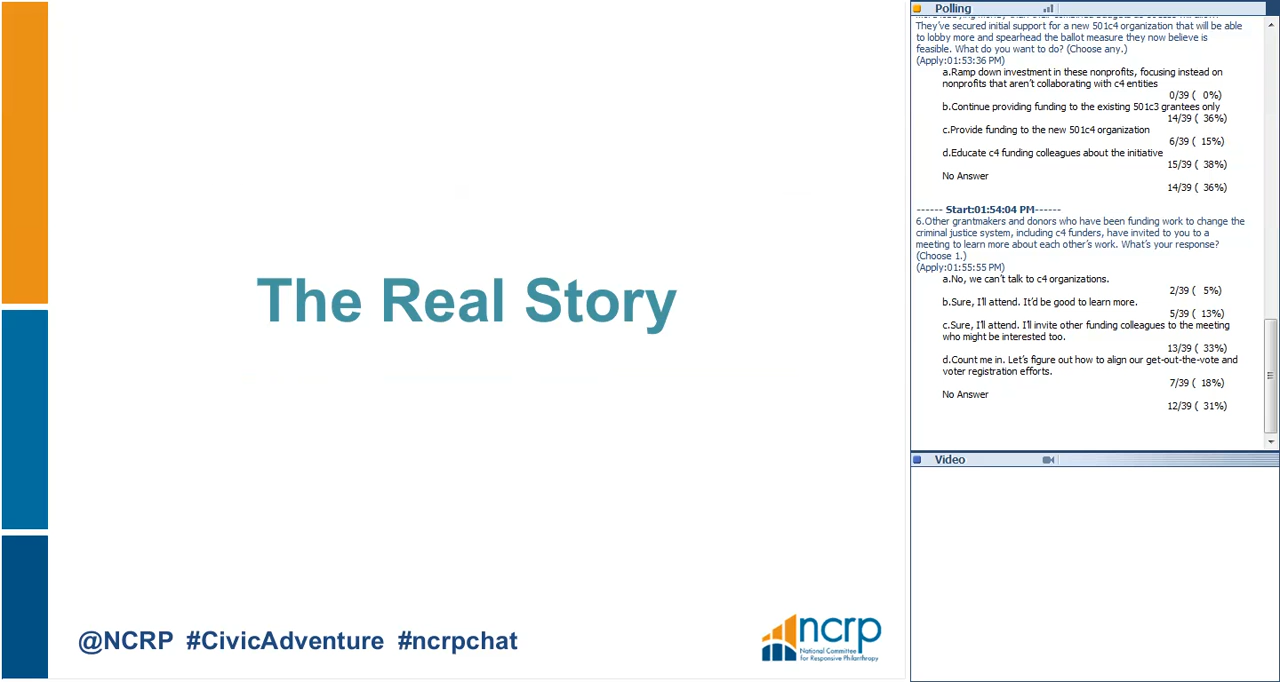 The Real Story
@NCRP #CivicAdventure #ncrpchat
ncrp
National Committee
for Responsive Philanthropy
Polling
They've secured initial support for a new 501c4 organization that will be able
to lobby more and spearhead the ballot measure they now believe is
feasible. What do you want to do? (Choose any.)
(Apply:01:53:36 PM)
a.Ramp down investment in these nonprofits, focusing instead on
nonprofits that aren't collaborating with c4 entities
0/39 ( 0%)
b.Continue providing funding to the existing 501c3 grantees only
14/39 ( 36%)
c.Provide funding to the new 501c4 organization
6/39 ( 15%)
d.Educate c4 funding colleagues about the initiative
15/39 ( 38%)
No Answer
14/39 ( 36%)
------ Start:01:54:04 PM------
6.Other grantmakers and donors who have been funding work to change the
criminal justice system, including c4 funders, have invited to you to a
meeting to learn more about each other's work. What's your response?
(Choose 1.)
(Apply:01:55:55 PM)
a.No, we can't talk to c4 organizations.
2/39 ( 5%)
b.Sure, I'll attend. It'd be good to learn more.
5/39 ( 13%)
c.Sure, I'll attend. I'll invite other funding colleagues to the meeting
who might be interested too.
13/39 ( 33%)
d.Count me in. Let's figure out how to align our get-out-the-vote and
voter registration efforts.
7/39 ( 18%)
No Answer
12/39 ( 31%)
Video